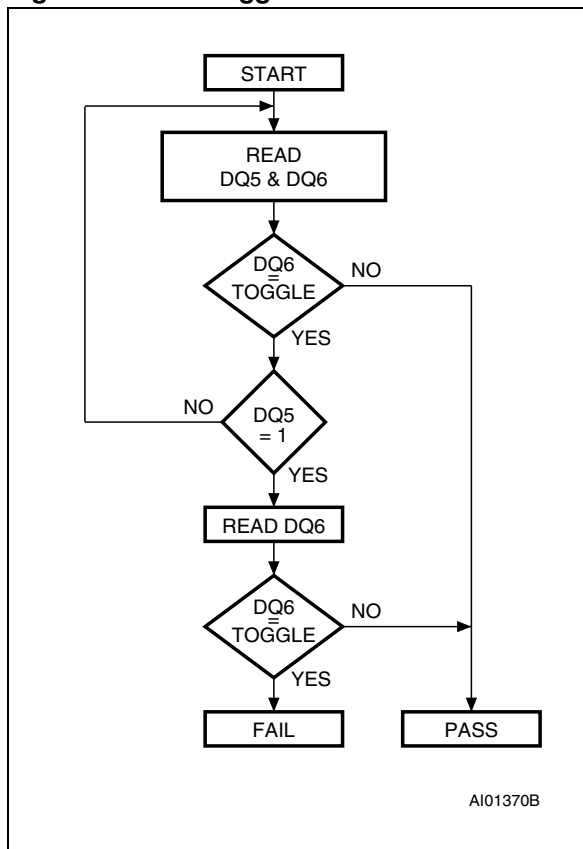 START
READ
DQ5 & DQ6
DQ6
=
TOGGLE
NO
YES
NO
DQ5
= 1
YES
READ DQ6
DQ6
=
TOGGLE
NO
YES
FAIL
PASS
AI01370B